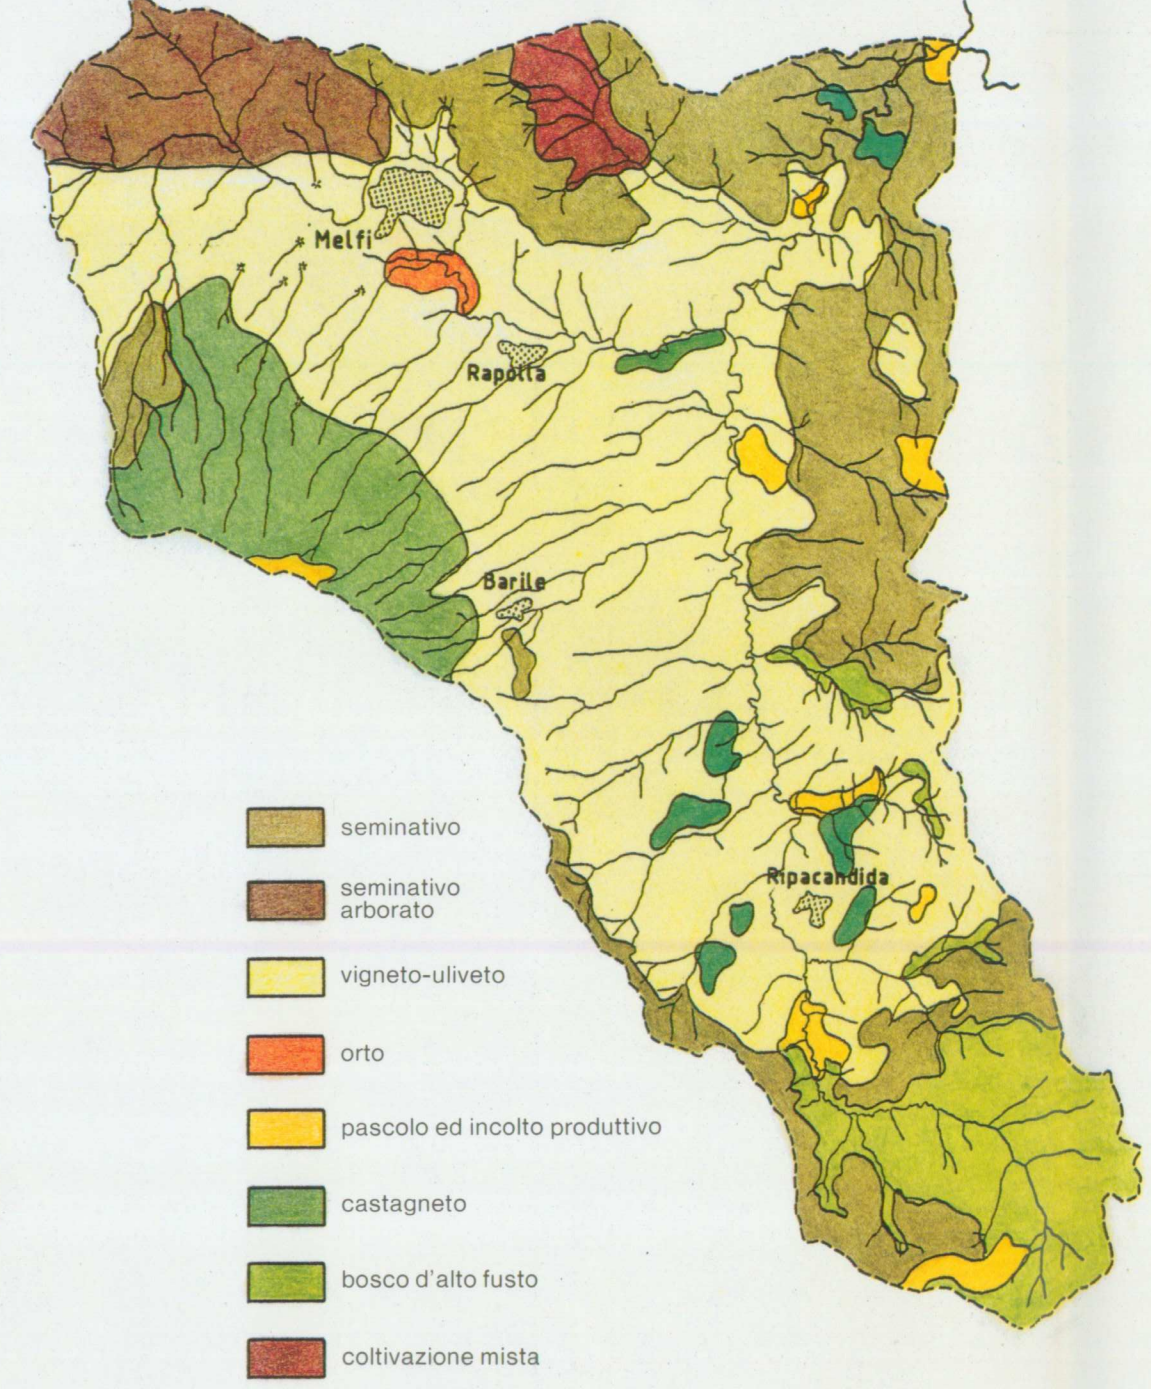 Melfi
Rapolla
Barile
Ripacandida
seminativo
seminativo
arborato
vigneto-uliveto
orto
pascolo ed incolto produttivo
castagneto
bosco d'alto fusto
coltivazione mista